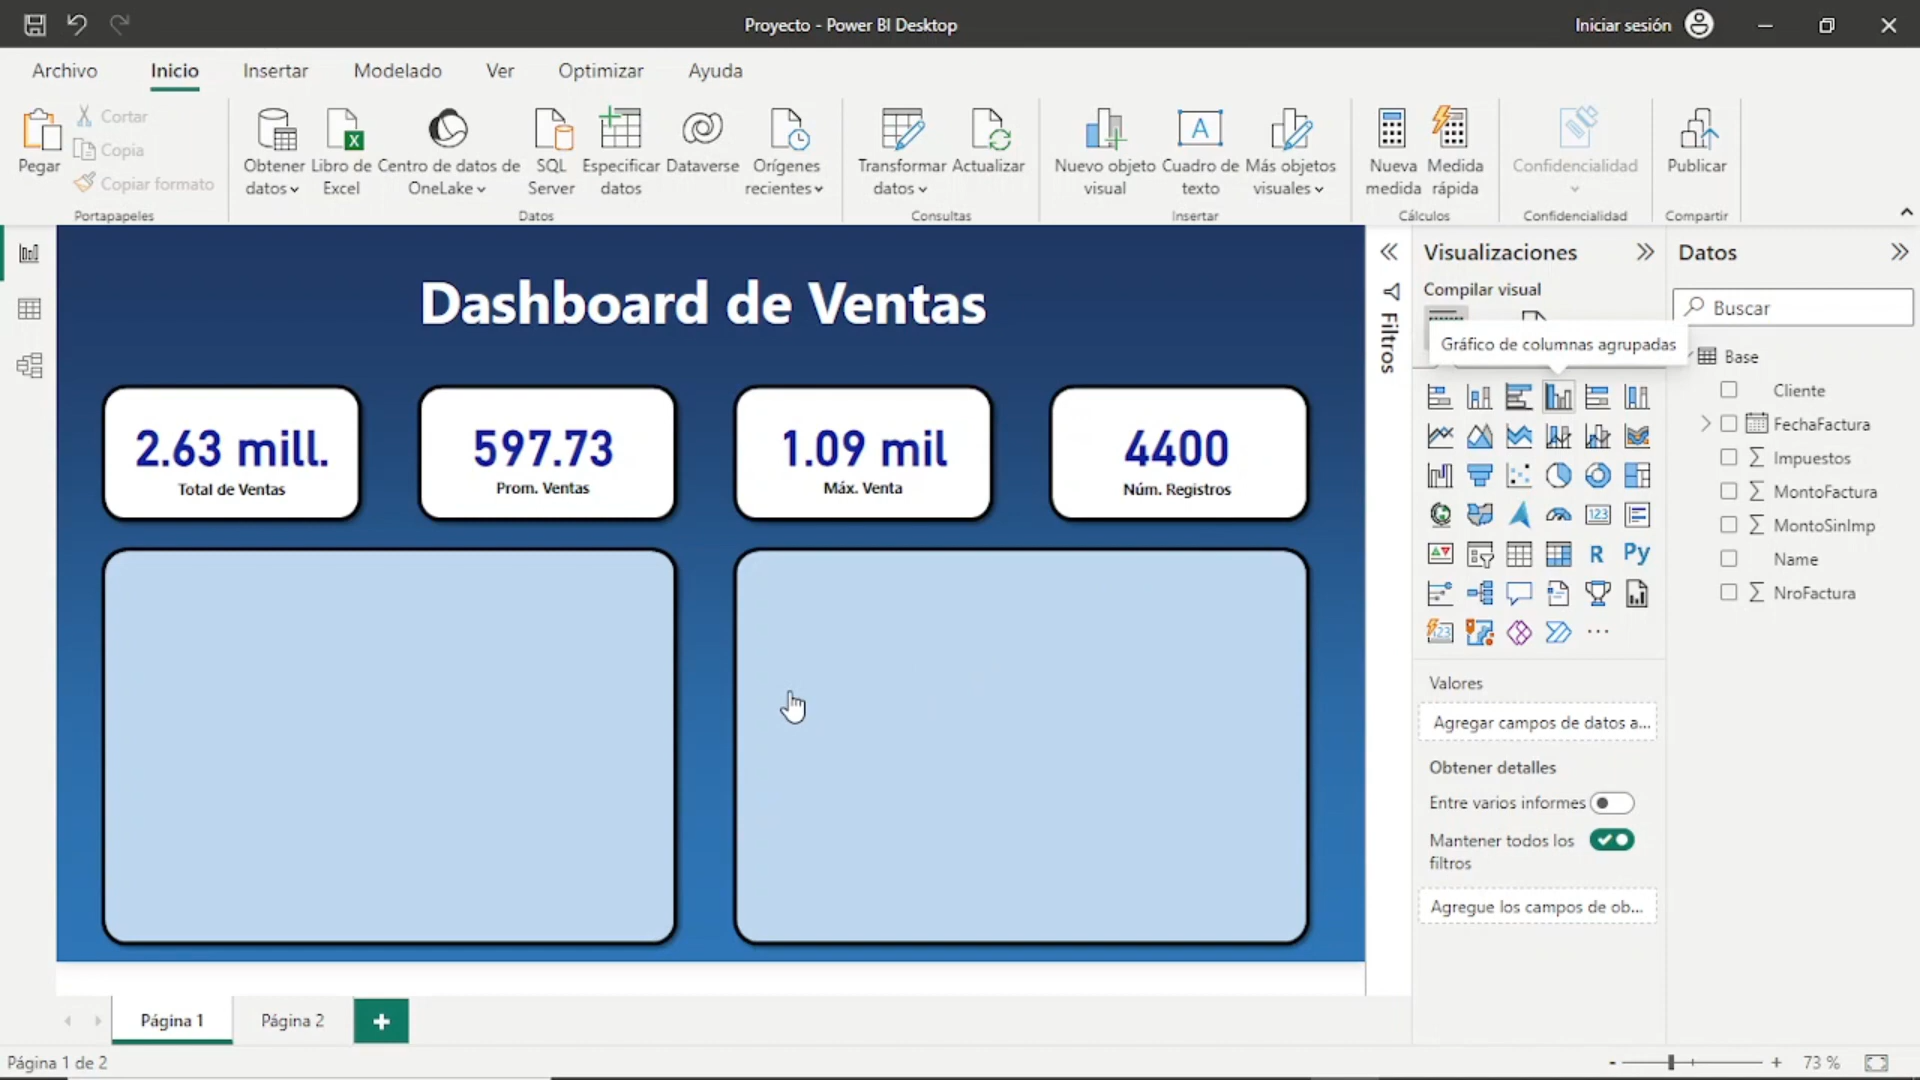 Proyecto - Power BI Desktop
Iniciar sesión
Archivo
Inicio
Insertar
Modelado
Ver
Optimizar
Ayuda
Pegar
Cortar
Copia
Copiar formato
Portapapeles
Obtener datos
Libro de Excel
Centro de datos de OneLake
SQL Server
Especificar datos
Dataverse
Orígenes recientes
Datos
Transformar datos
Actualizar
Consultas
Nuevo objeto visual
Cuadro de texto
Más objetos visuales
Insertar
Nueva medida
Medida rápida
Cálculos
Confidencialidad
Confidencialidad
Publicar
Compartir
Dashboard de Ventas
2.63 mill.
Total de Ventas
597.73
Prom. Ventas
1.09 mil
Máx. Venta
4400
Núm. Registros
Filtros
Visualizaciones
Compilar visual
Gráfico de columnas agrupadas
123
R
Py
123
Valores
Agregar campos de datos a...
Obtener detalles
Entre varios informes
Mantener todos los
filtros
Agregue los campos de ob...
Datos
Buscar
Base
Cliente
FechaFactura
Impuestos
MontoFactura
MontoSinImp
Name
NroFactura
Página 1
Página 2
Página 1 de 2
73 %